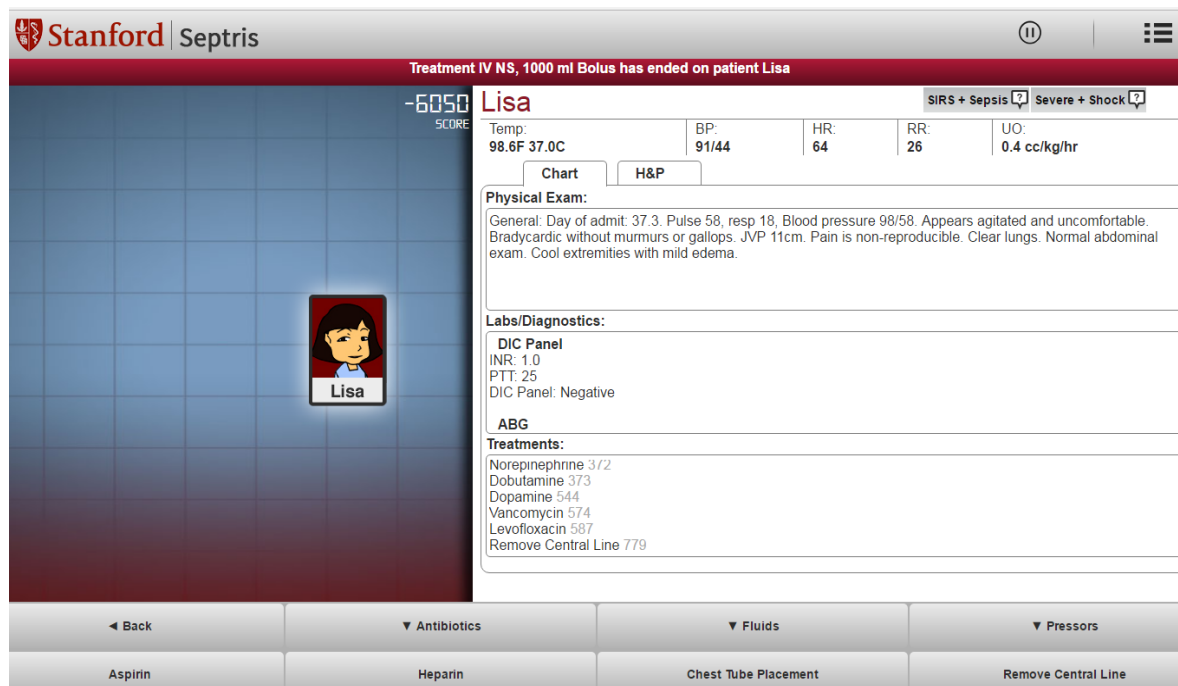 Stanford Septris
Treatment IV NS, 1000 ml Bolus has ended on patient Lisa
-6050
SCORE
Lisa
Lisa
SIRS + Sepsis ? Severe + Shock ?
Temp: BP: HR: RR: UO:
98.6F 37.0C 91/44 64 26 0.4 cc/kg/hr
Chart H&P
Physical Exam:
General: Day of admit: 37.3. Pulse 58, resp 18, Blood pressure 98/58. Appears agitated and uncomfortable.
Bradycardic without murmurs or gallops. JVP 11cm. Pain is non-reproducible. Clear lungs. Normal abdominal
exam. Cool extremities with mild edema.
Labs/Diagnostics:
DIC Panel
INR: 1.0
PTT: 25
DIC Panel: Negative
ABG
Treatments:
Norepinephrine 372
Dobutamine 373
Dopamine 544
Vancomycin 574
Levofloxacin 587
Remove Central Line 779
◄ Back ▼ Antibiotics ▼ Fluids ▼ Pressors
Aspirin Heparin Chest Tube Placement Remove Central Line